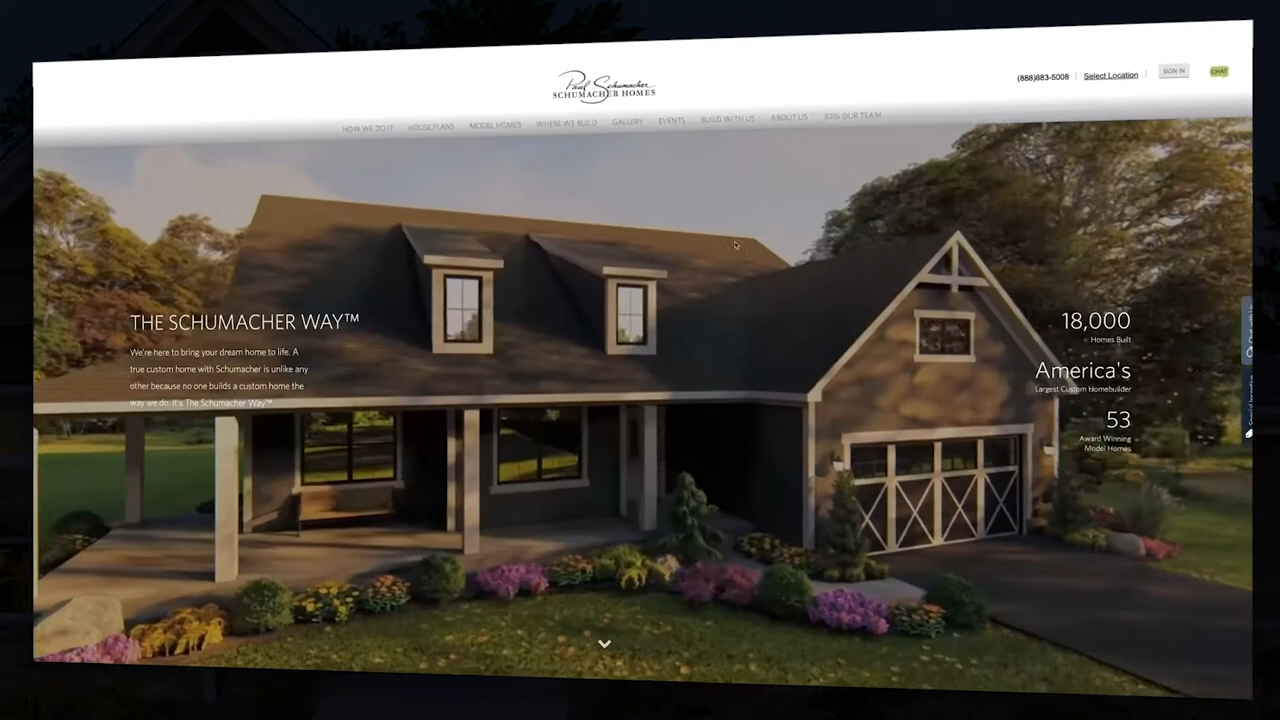 Paul Schumacher
SCHUMACHER HOMES
(888)883-5008
Select Location
SIGN IN
CHAT
HOW WE DO IT
HOUSE PLANS
MODEL HOMES
WHERE WE BUILD
GALLERY
EVENTS
BUILD WITH US
ABOUT US
JOIN OUR TEAM
THE SCHUMACHER WAY™
We're here to bring your dream home to life. A
true custom home with Schumacher is unlike any
other because no one builds a custom home the
way we do. It's The Schumacher Way™
18,000
Homes Built
America's
Largest Custom Homebuilder
53
Award Winning
Model Homes